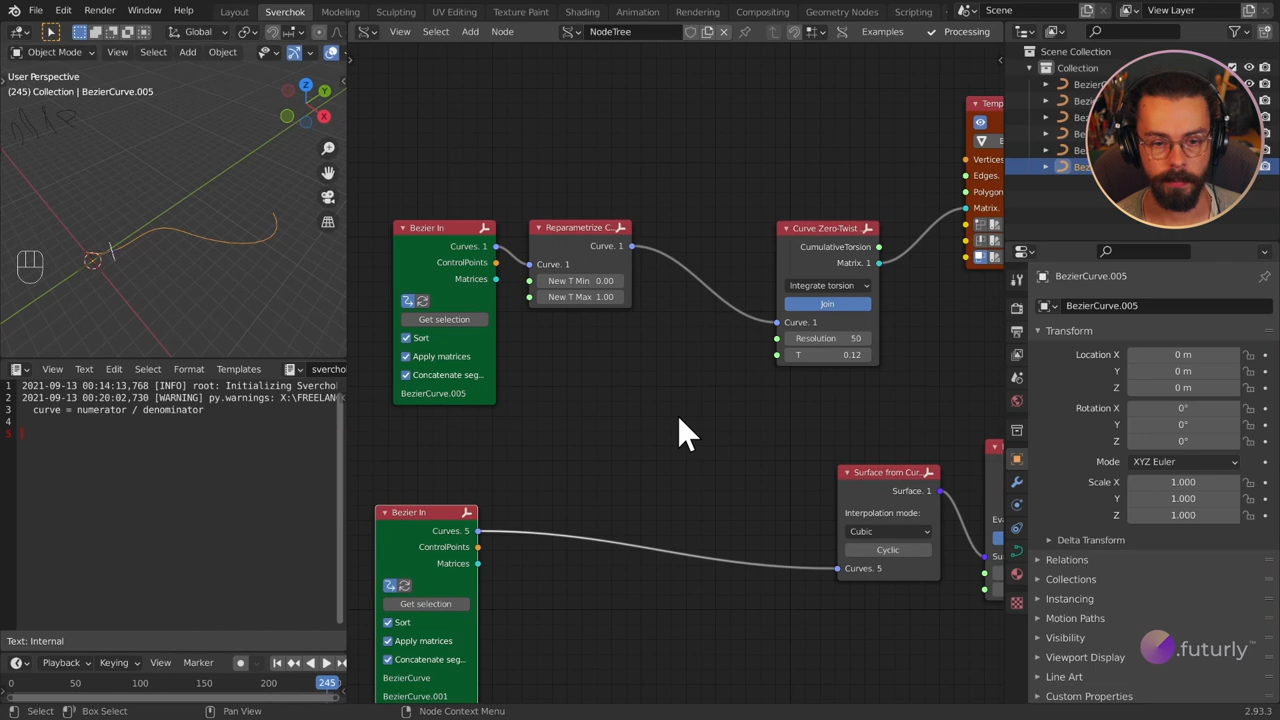 File Edit Render Window Help
Layout Sverchok Modeling Sculpting UV Editing Texture Paint Shading Animation Rendering Compositing Geometry Nodes Scripting
Scene View Layer
Global
Object Mode View Select Add Object
View Select Add Node NodeTree Examples Processing
User Perspective
(245) Collection | BezierCurve.005
Z
Y
X
Scene Collection
Collection
Bezier In
Curves. 1
ControlPoints
Matrices
Get selection
Sort
Apply matrices
Concatenate seg...
BezierCurve.005
Reparametrize C...
Curve. 1
Curve. 1
New T Min 0.00
New T Max 1.00
Curve Zero-Twist
CumulativeTorsion
Matrix. 1
Integrate torsion
Join
Curve. 1
Resolution 50
T 0.12
Vertices
Edges.
Polygon
Matrix.
Bezier In
Curves. 5
ControlPoints
Matrices
Get selection
Sort
Apply matrices
Concatenate seg...
BezierCurve
BezierCurve.001
Surface from Cur...
Surface. 1
Interpolation mode:
Cubic
Cyclic
Curves. 5
View Text Edit Select Format Templates
1 2021-09-13 00:14:13,768 [INFO] root: Initializing Sverchok
2 2021-09-13 00:20:02,730 [WARNING] py.warnings: X:\FREELAN
3 curve = numerator / denominator
4
5
Text: Internal
Playback Keying View Marker
0 50 100 150 200 245
BezierCurve.005
BezierCurve.005
Transform
Location X 0 m
Y 0 m
Z 0 m
Rotation X 0°
Y 0°
Z 0°
Mode XYZ Euler
Scale X 1.000
Y 1.000
Z 1.000
Delta Transform
Relations
Collections
Instancing
Motion Paths
Visibility
Viewport Display
Line Art
Custom Properties
.futurly
Select Box Select Pan View Node Context Menu 2.93.3